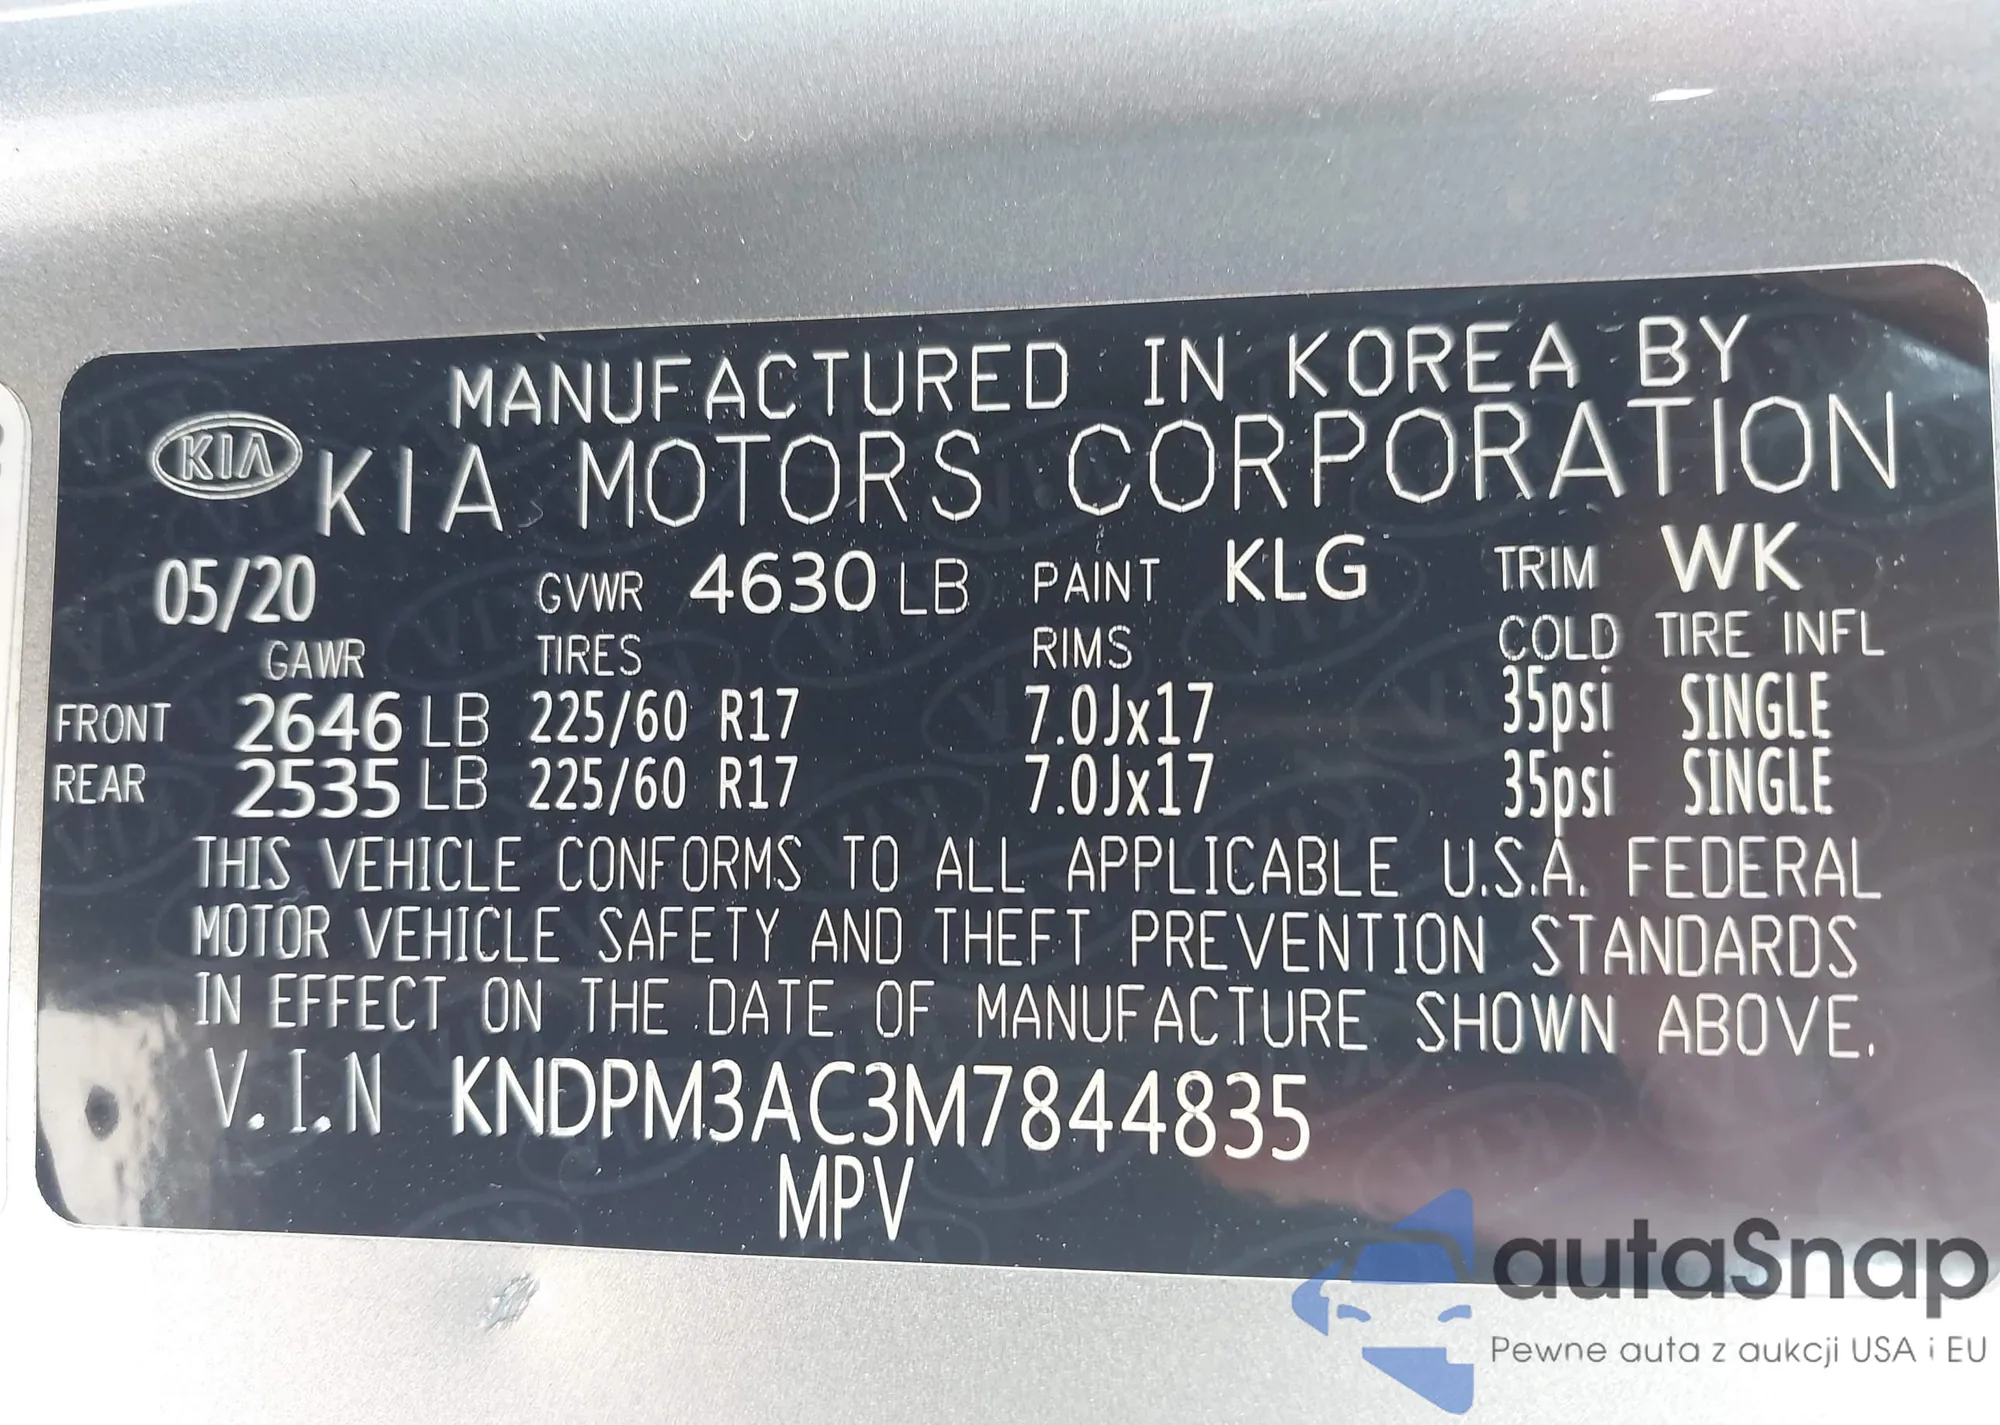 MANUFACTURED IN KOREA BY
KIA KIA MOTORS CORPORATION
05/20 GVWR 4630 LB PAINT KLG TRIM WK
GAWR TIRES RIMS COLD TIRE INFL
FRONT 2646 LB 225/60 R17 7.0Jx17 35psi SINGLE
REAR 2535 LB 225/60 R17 7.0Jx17 35psi SINGLE
THIS VEHICLE CONFORMS TO ALL APPLICABLE U.S.A. FEDERAL
MOTOR VEHICLE SAFETY AND THEFT PREVENTION STANDARDS
IN EFFECT ON THE DATE OF MANUFACTURE SHOWN ABOVE.
V.I.N KNDPM3AC3M7844835
MPV
autaSnap
Pewne auta z aukcji USA i EU